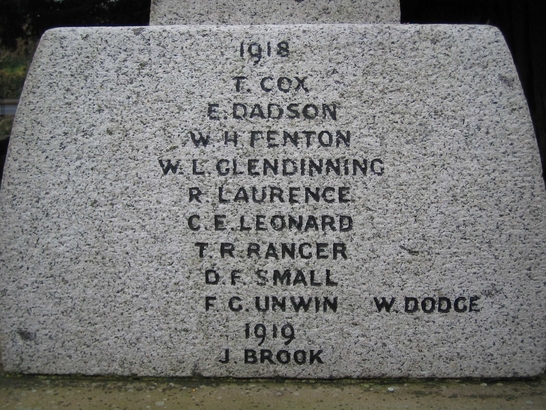 1918
T. COX
E. DADSON
W. H. FENTON
W. L. GLENDINNING
R. LAURENCE
C. E. LEONARD
T. R. RANGER
D. F. SMALL
F. G. UNWIN W. DODGE
1919
J. BROOK